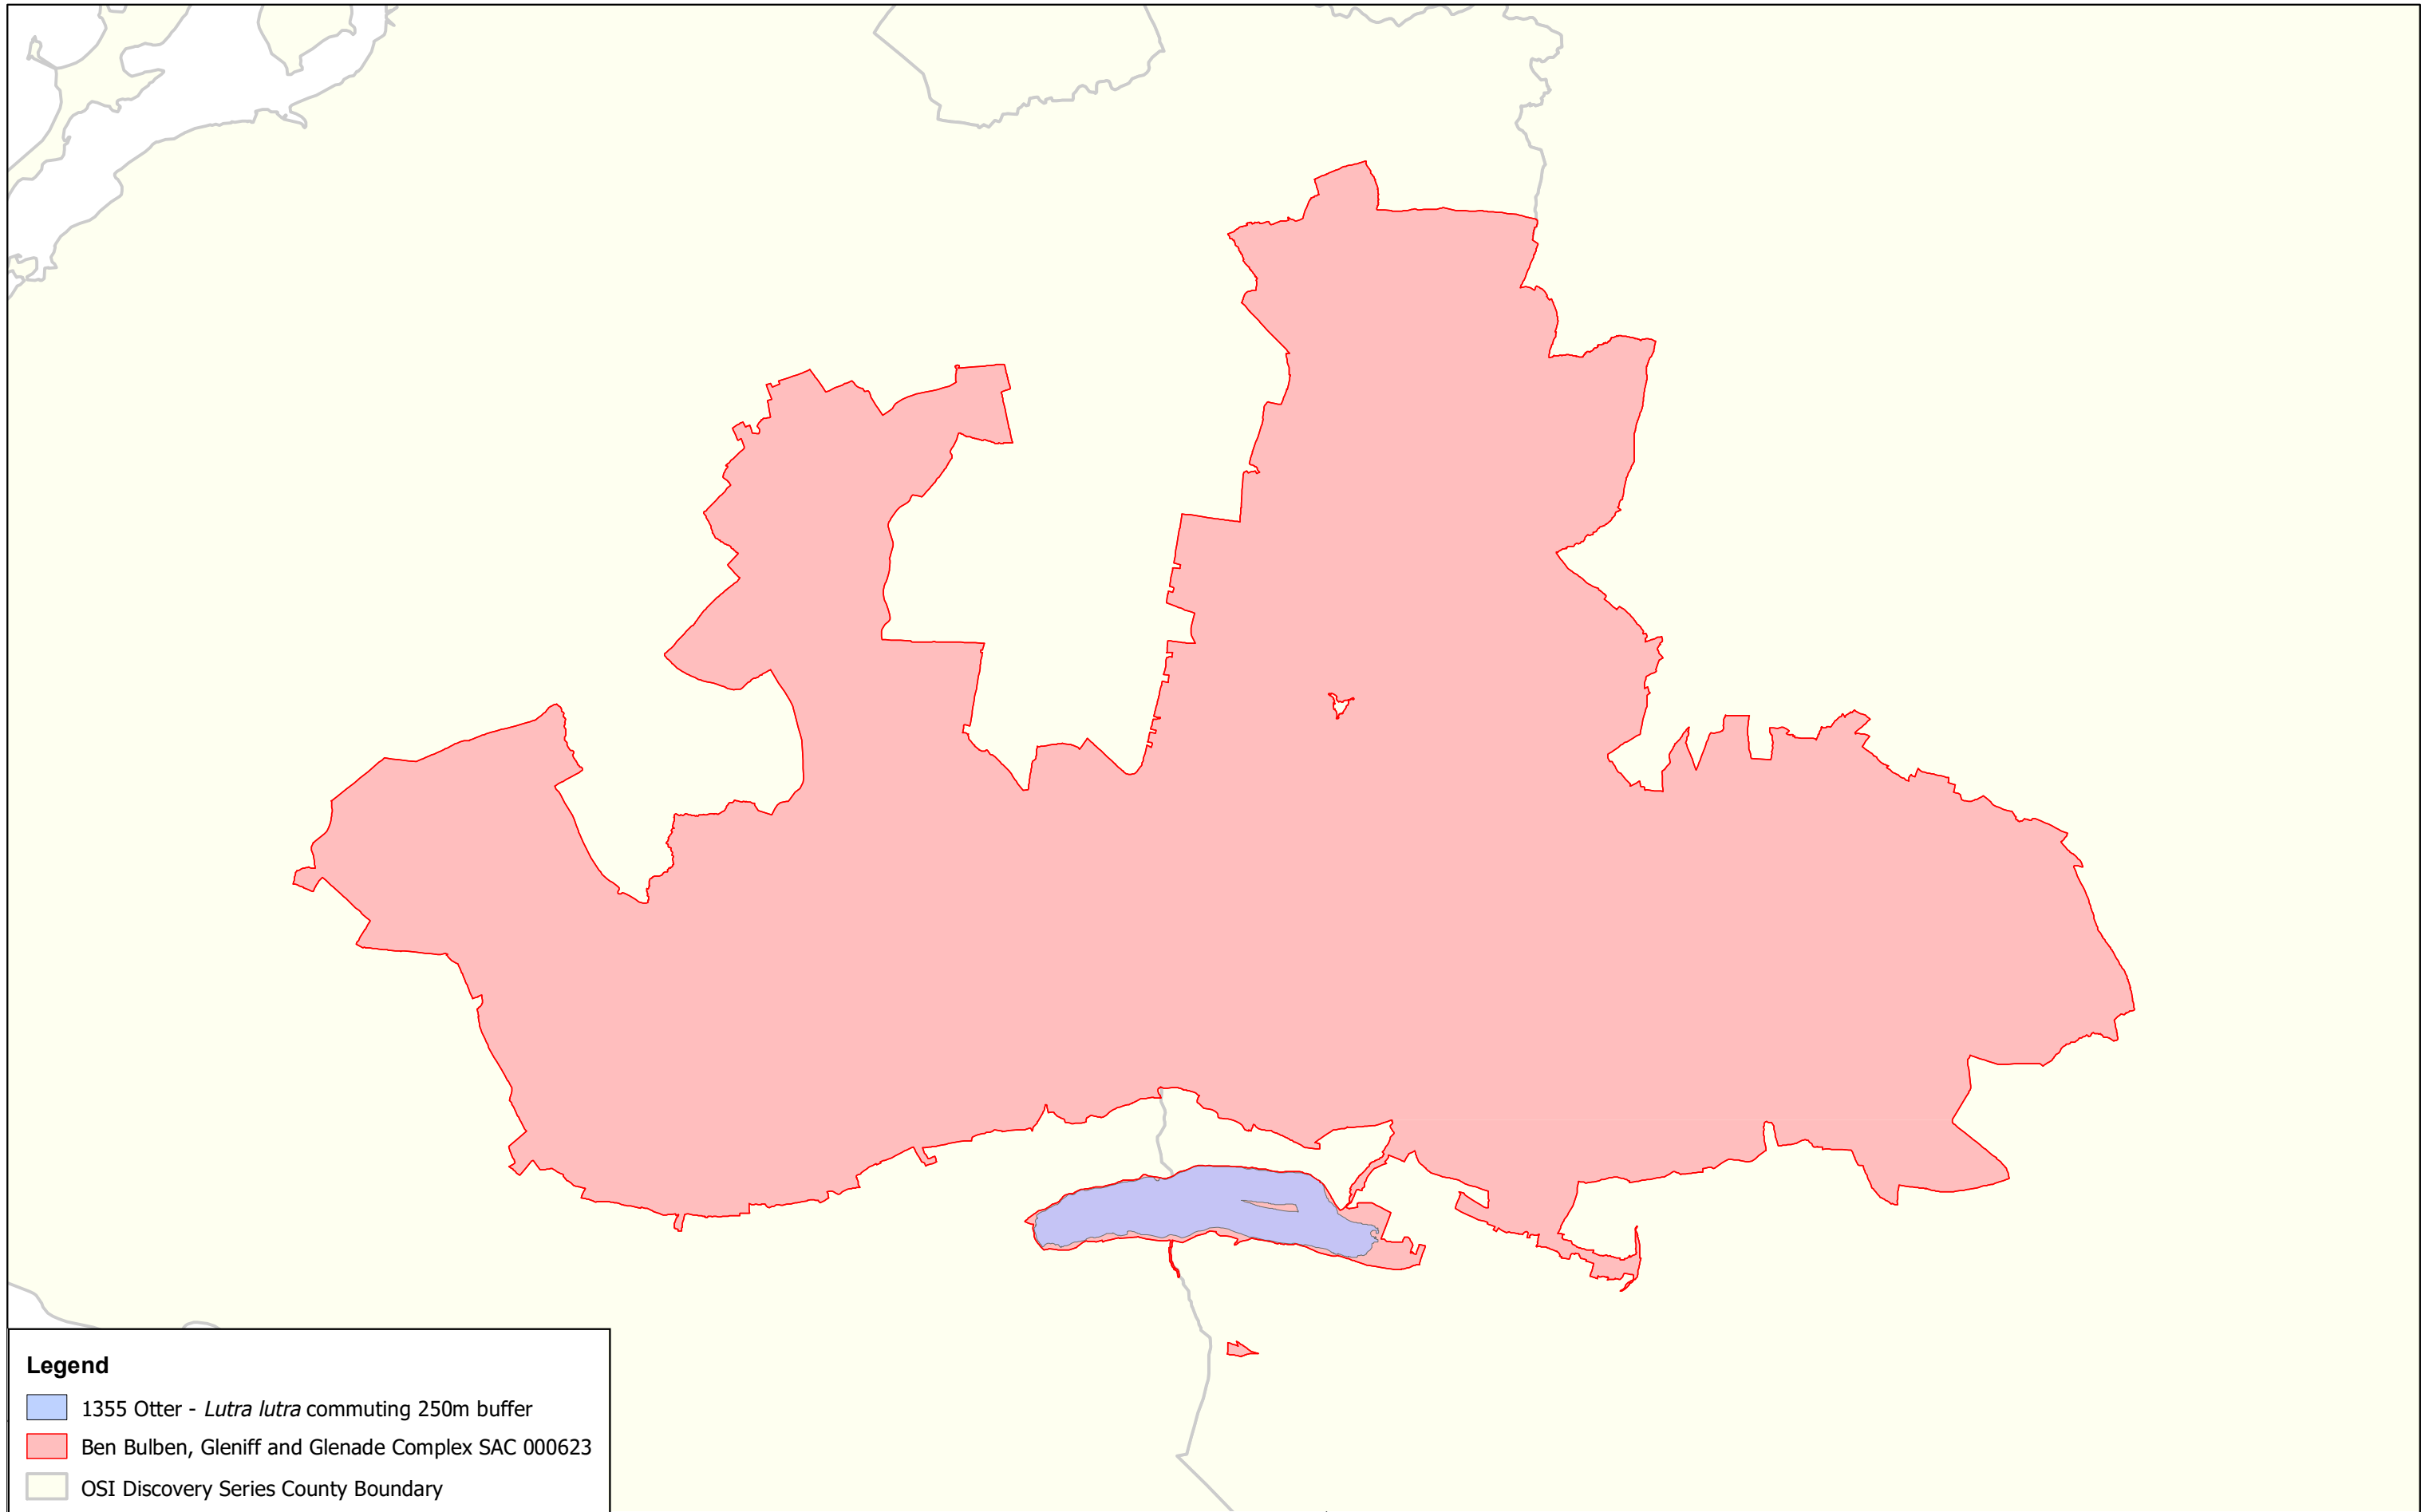 Legend
1355 Otter - Lutra lutra commuting 250m buffer
Ben Bulben, Gleniff and Glenade Complex SAC 000623
OSI Discovery Series County Boundary